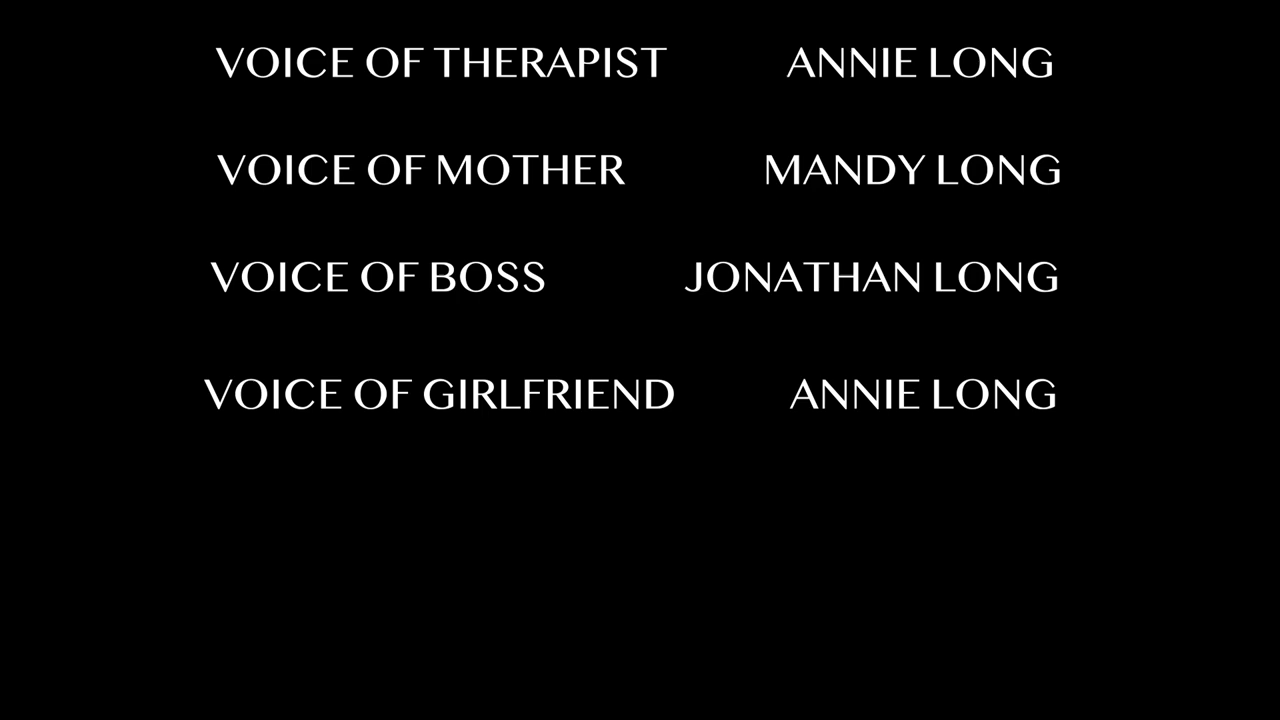 VOICE OF THERAPIST ANNIE LONG
VOICE OF MOTHER MANDY LONG
VOICE OF BOSS JONATHAN LONG
VOICE OF GIRLFRIEND ANNIE LONG